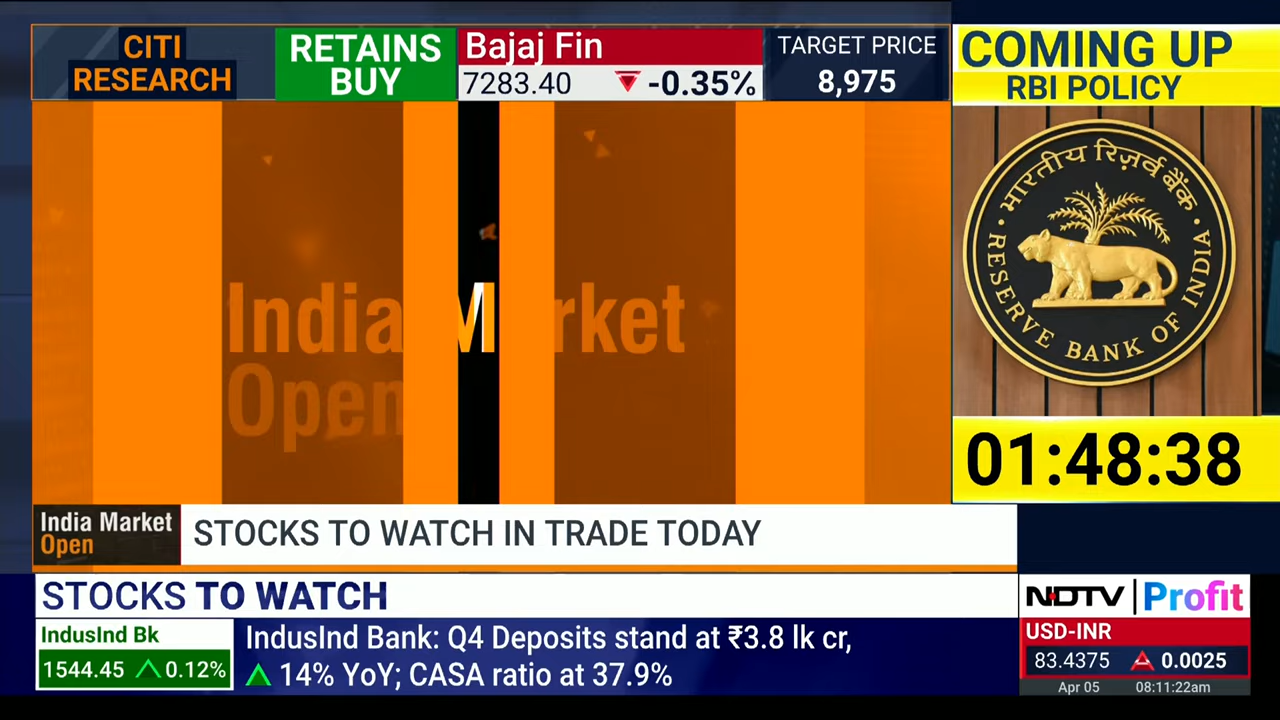 CITI
RESEARCH
RETAINS
BUY
Bajaj Fin
7283.40 ▼ -0.35%
TARGET PRICE
8,975
COMING UP
RBI POLICY
भारतीय रिज़र्व बैंक
RESERVE BANK OF INDIA
01:48:38
India M rket
Open
India Market
Open
STOCKS TO WATCH IN TRADE TODAY
STOCKS TO WATCH
IndusInd Bk
1544.45 ▲ 0.12%
IndusInd Bank: Q4 Deposits stand at ₹3.8 lk cr,
▲ 14% YoY; CASA ratio at 37.9%
NDTV | Profit
USD-INR
83.4375 ▲ 0.0025
Apr 05 08:11:22am